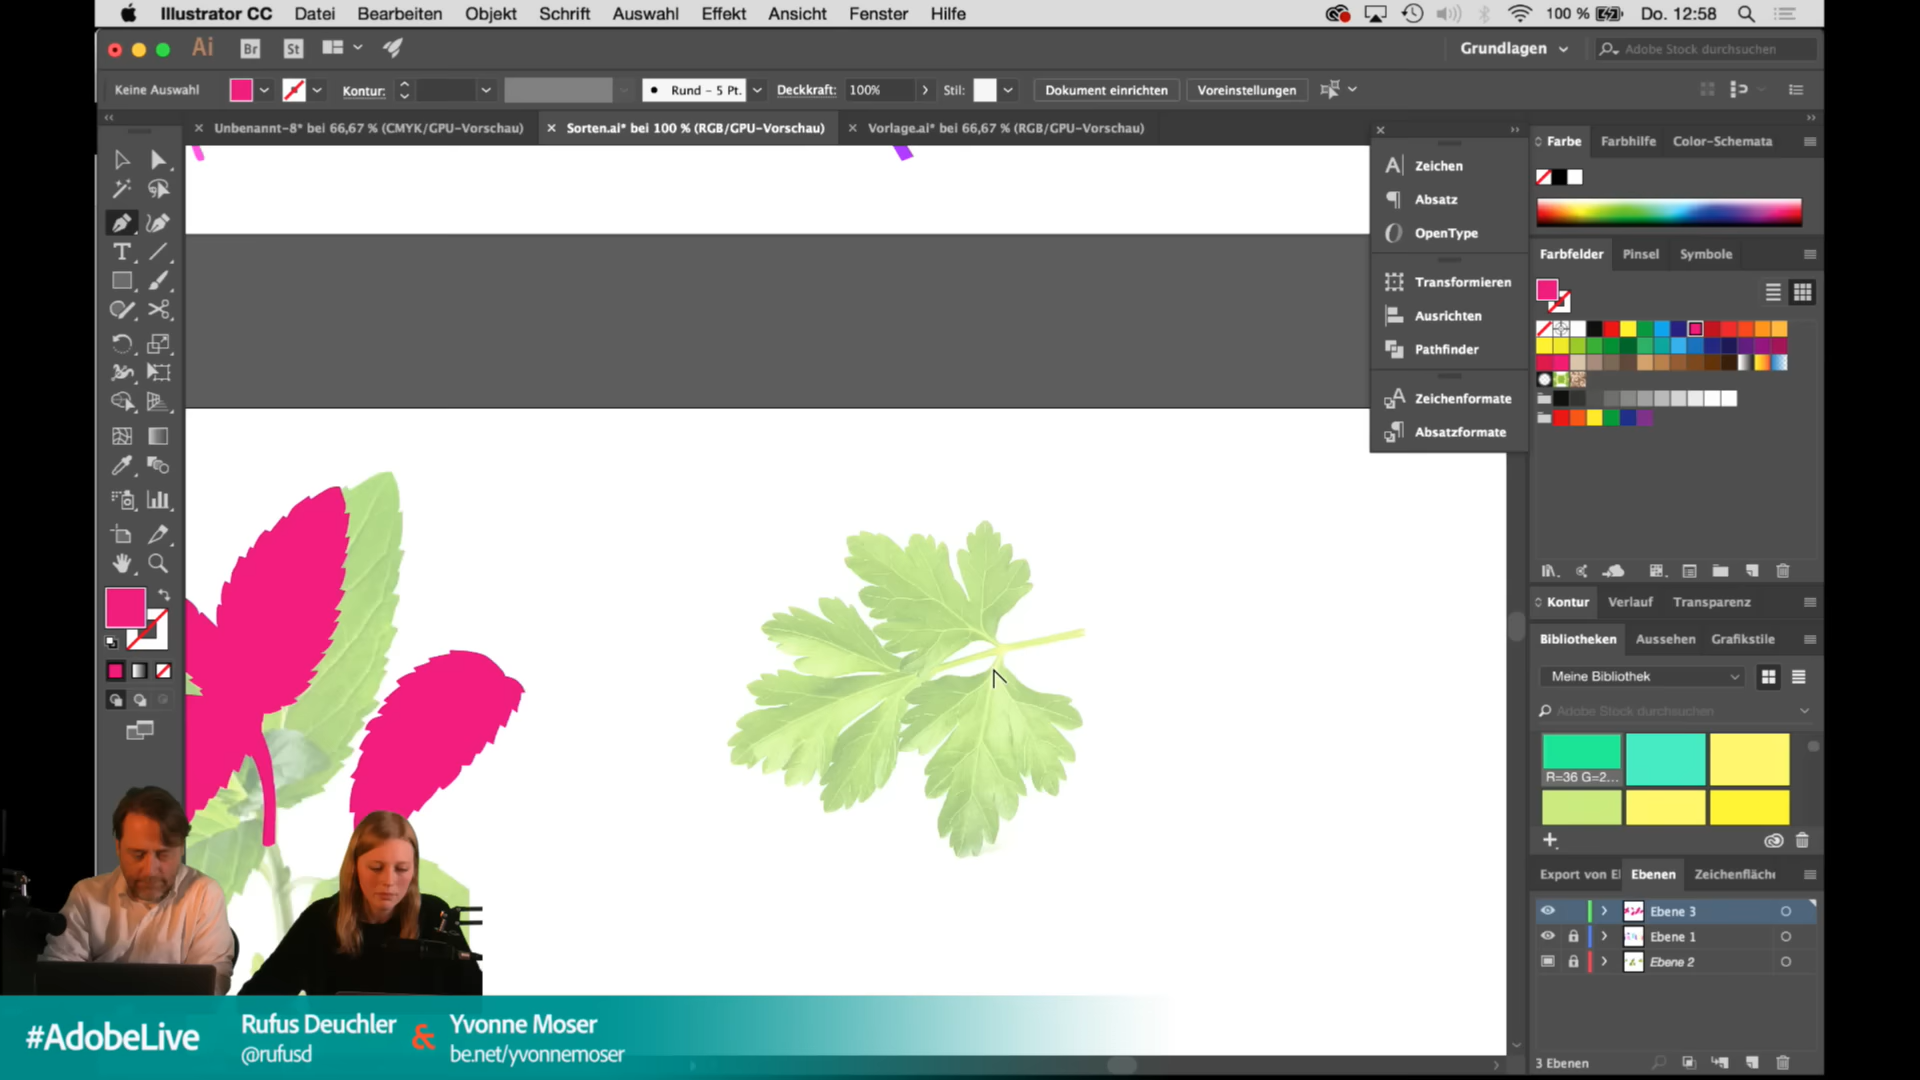 Illustrator CC Datei Bearbeiten Objekt Schrift Auswahl Effekt Ansicht Fenster Hilfe 100 % Do. 12:58
Ai Br St Grundlagen Adobe Stock durchsuchen
Keine Auswahl Kontur: Rund - 5 Pt. Deckkraft: 100% Stil: Dokument einrichten Voreinstellungen
Unbenannt-8* bei 66,67 % (CMYK/GPU-Vorschau) Sorten.ai* bei 100 % (RGB/GPU-Vorschau) Vorlage.ai* bei 66,67 % (RGB/GPU-Vorschau)
Zeichen
Absatz
OpenType
Transformieren
Ausrichten
Pathfinder
Zeichenformate
Absatzformate
Farbe Farbhilfe Color-Schemata
Farbfelder Pinsel Symbole
Kontur Verlauf Transparenz
Bibliotheken Aussehen Grafikstile
Meine Bibliothek
Adobe Stock durchsuchen
R=36 G=2...
Export von El Ebenen Zeichenfläche
Ebene 3
Ebene 1
Ebene 2
3 Ebenen
#AdobeLive
Rufus Deuchler & Yvonne Moser
@rufusd be.net/yvonnemoser